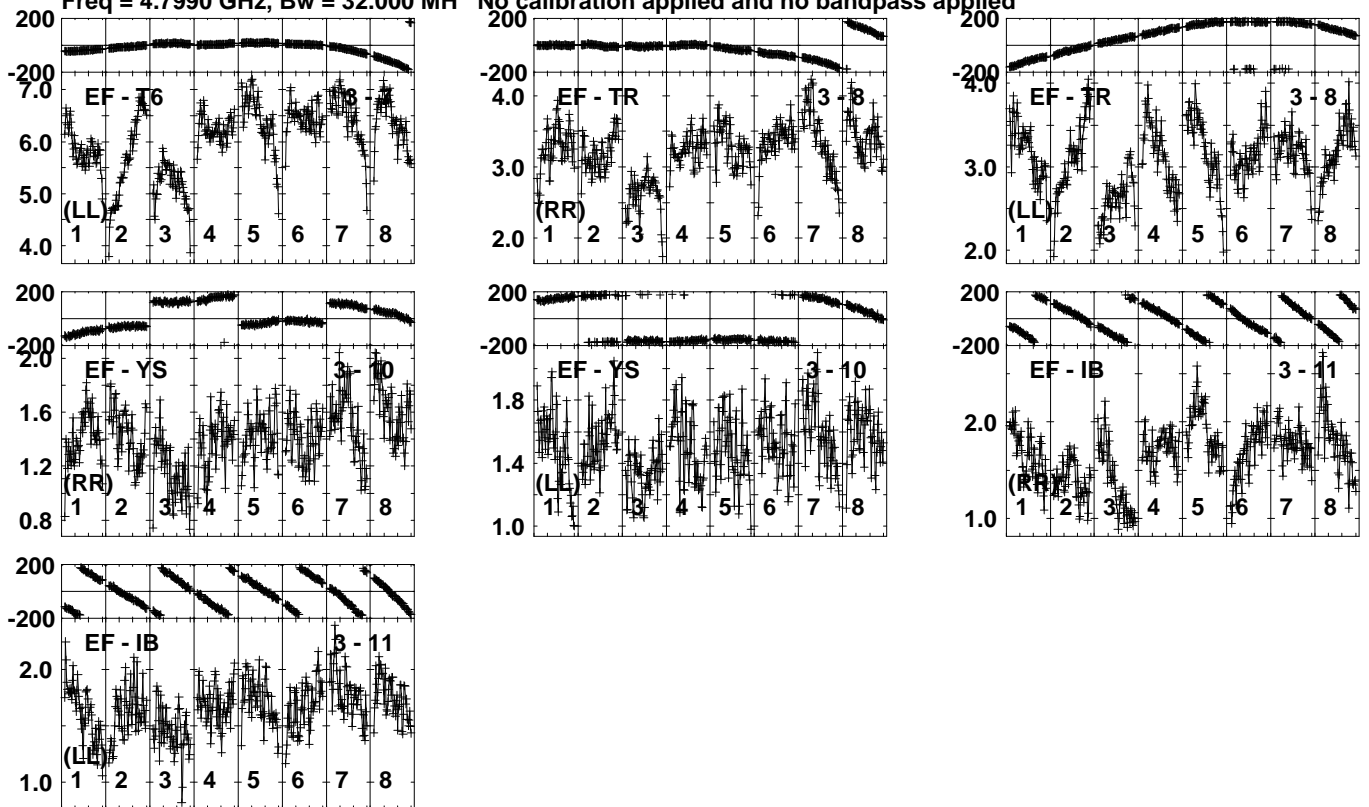 Freq = 4.7990 GHz, Bw = 32.000 MH No calibration applied and no bandpass applied
200
-200
7.0
6.0
5.0
4.0
EF - T6
(LL)
1 2 3 4 5 6 7 8
200
-200
4.0
3.0
2.0
EF - TR 3 - 8
(RR)
1 2 3 4 5 6 7 8
200
-200
4.0
3.0
2.0
EF - TR 3 - 8
(LL)
1 2 3 4 5 6 7 8
200
-200
2.0
1.6
1.2
0.8
EF - YS 3 - 10
(RR)
1 2 3 4 5 6 7 8
200
-200
1.8
1.4
1.0
EF - YS 3 - 10
(LL)
1 2 3 4 5 6 7 8
200
-200
2.0
1.0
EF - IB 3 - 11
(RR)
1 2 3 4 5 6 7 8
200
-200
2.0
1.0
EF - IB 3 - 11
(LL)
1 2 3 4 5 6 7 8